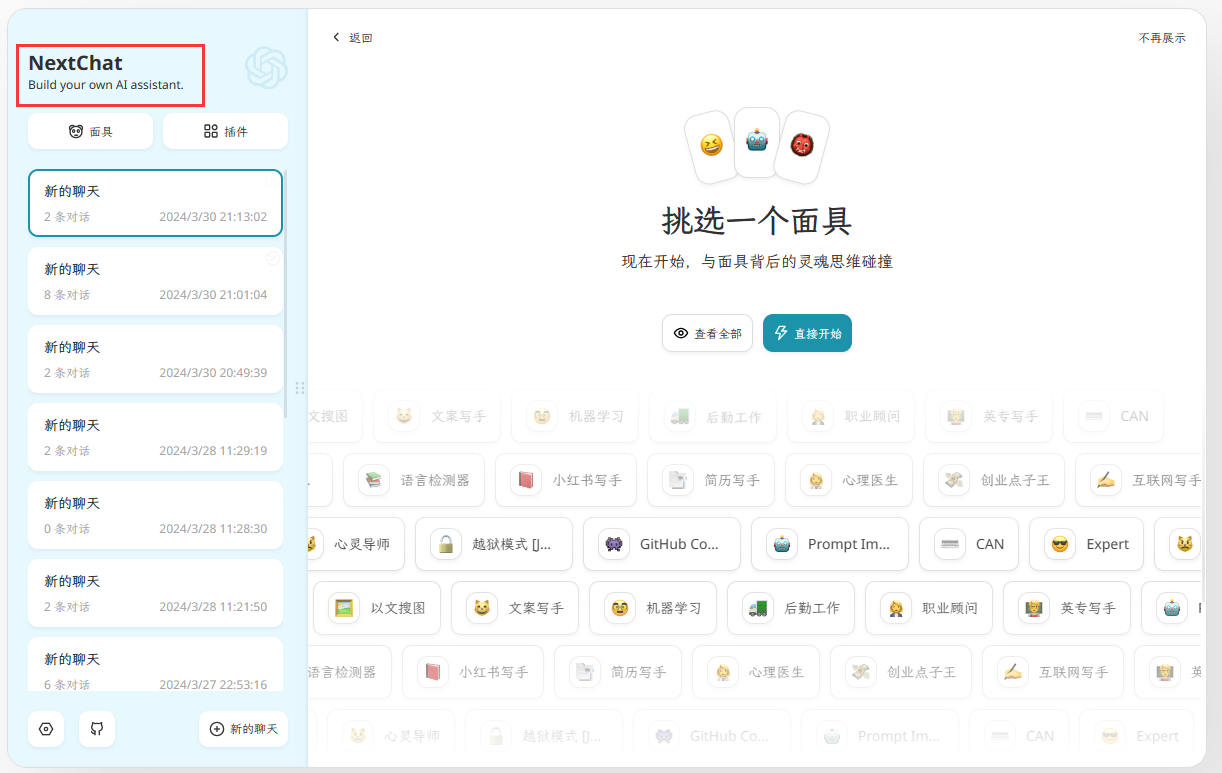 NextChat
Build your own AI assistant.
面具
插件
新的聊天
2 条对话 2024/3/30 21:13:02
新的聊天
8 条对话 2024/3/30 21:01:04
新的聊天
2 条对话 2024/3/30 20:49:39
新的聊天
2 条对话 2024/3/28 11:29:19
新的聊天
0 条对话 2024/3/28 11:28:30
新的聊天
2 条对话 2024/3/28 11:21:50
新的聊天
6 条对话 2024/3/27 22:53:16
新的聊天
返回
不再展示
挑选一个面具
现在开始，与面具背后的灵魂思维碰撞
查看全部
直接开始
文搜图 文案写手 机器学习 后勤工作 职业顾问 英专写手 CAN
语言检测器 小红书写手 简历写手 心理医生 创业点子王 互联网写手
心灵导师 越狱模式 [J... GitHub Co... Prompt Im... CAN Expert
以文搜图 文案写手 机器学习 后勤工作 职业顾问 英专写手
语言检测器 小红书写手 简历写手 心理医生 创业点子王 互联网写手 英
心灵导师 越狱模式 [J... GitHub Co... Prompt Im... CAN Expert